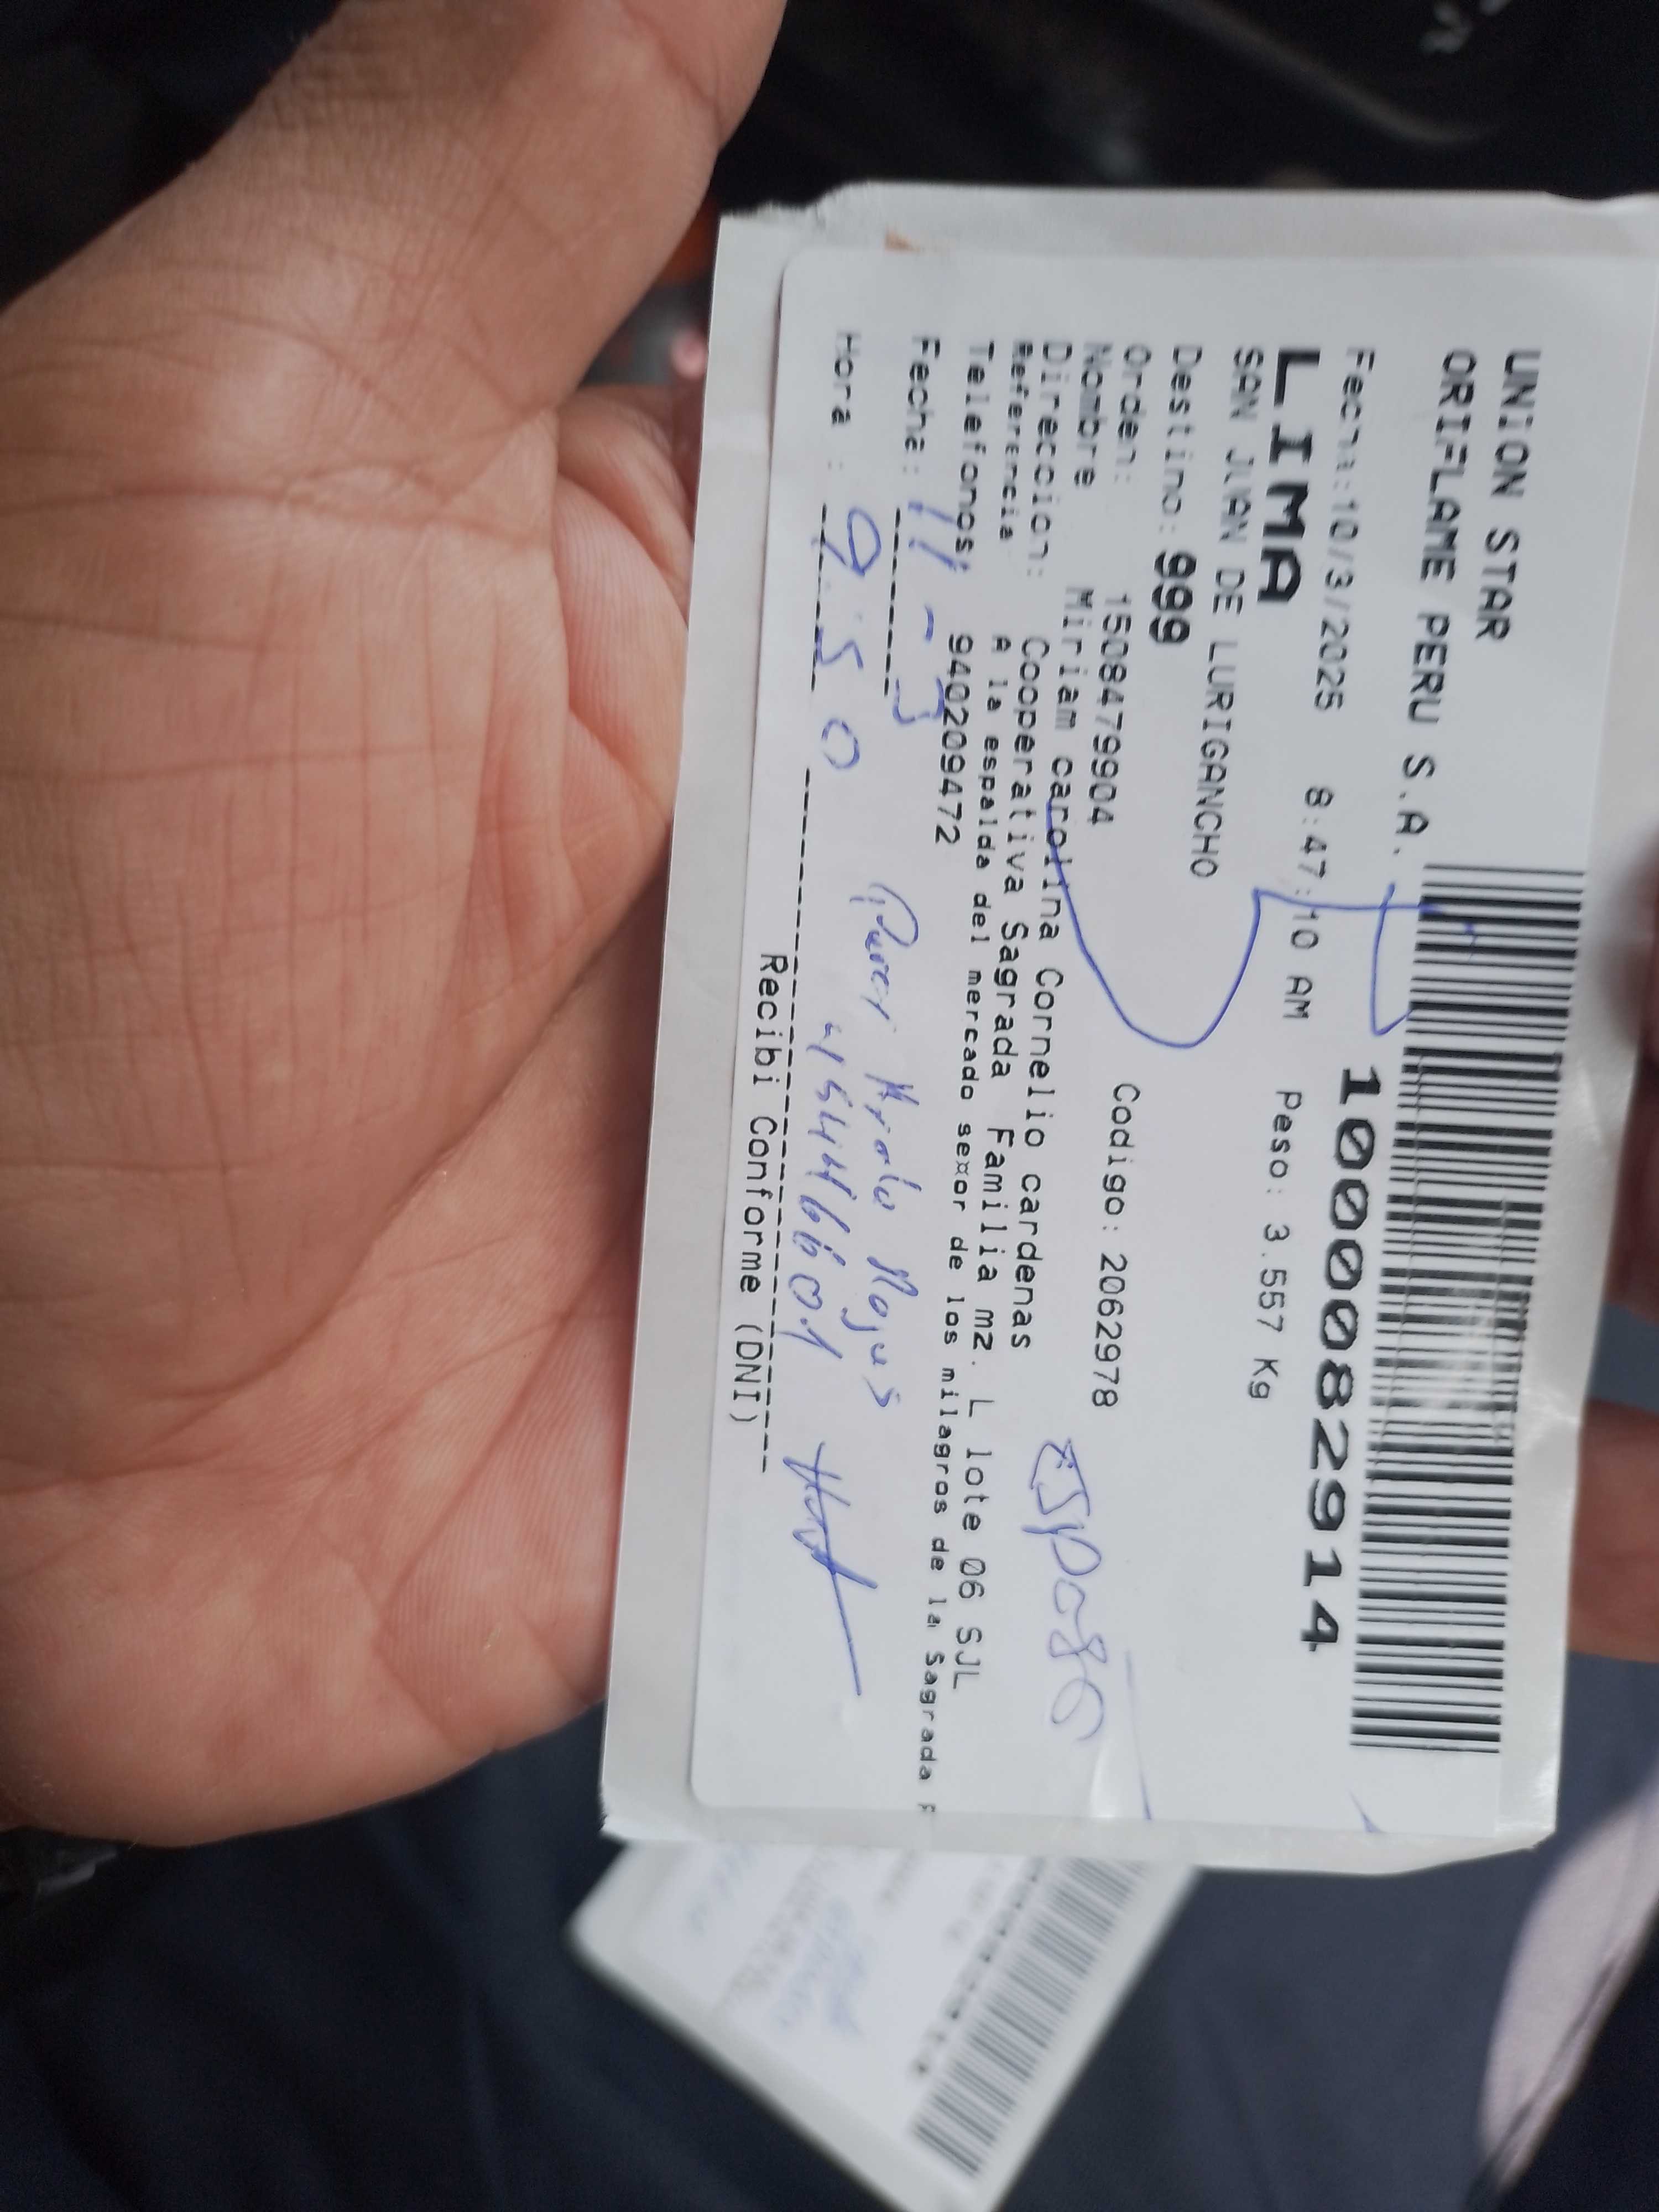 UNION STAR
ORIFLAME PERU S.A.
1000082914
Fecha:10/3/2025 8:47:10 AM Peso: 3.557 Kg
LIMA
SAN JUAN DE LURIGANCHO
Destino: 999
Orden: 1508479904 Codigo: 2062978
Nombre Miriam carolina Cornelio cardenas
Direccion: Cooperativa Sagrada Familia mz. L lote 06 SJL
Referencia A la espalda del mercado sexor de los milagros de la Sagrada F
Telefonos: 940209472
Esposo
Fecha: 11-3
Hora : 9:50
Recibi Conforme (DNI)